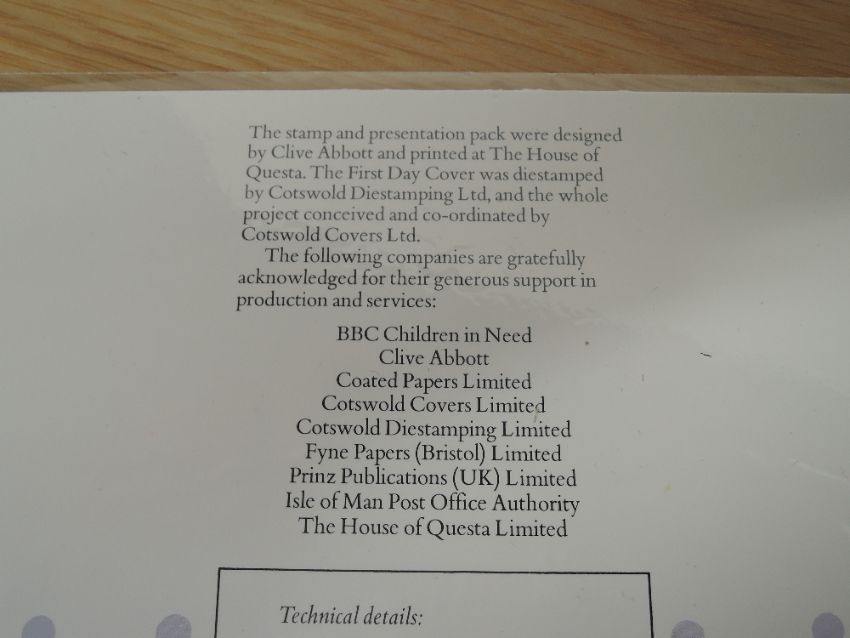 The stamp and presentation pack were designed
by Clive Abbott and printed at The House of
Questa. The First Day Cover was diestamped
by Cotswold Diestamping Ltd, and the whole
project conceived and co-ordinated by
Cotswold Covers Ltd.
The following companies are gratefully
acknowledged for their generous support in
production and services:
BBC Children in Need
Clive Abbott
Coated Papers Limited
Cotswold Covers Limited
Cotswold Diestamping Limited
Fyne Papers (Bristol) Limited
Prinz Publications (UK) Limited
Isle of Man Post Office Authority
The House of Questa Limited
Technical details: